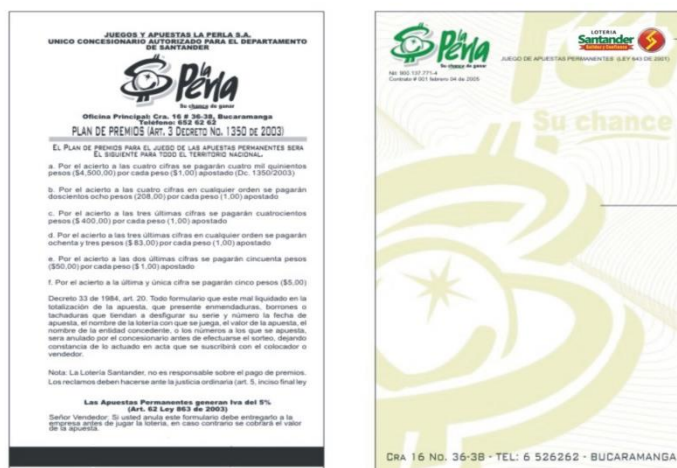 JUEGOS Y APUESTAS LA PERLA S.A.
UNICO CONCESIONARIO AUTORIZADO PARA EL DEPARTAMENTO
DE SANTANDER
la Perla
Su chance de ganar
Oficina Principal: Cra. 16 # 36-38, Bucaramanga
Teléfono: 652 62 62
PLAN DE PREMIOS (ART. 3 DECRETO NO. 1350 DE 2003)
EL PLAN DE PREMIOS PARA EL JUEGO DE LAS APUESTAS PERMANENTES SERA
EL SIGUIENTE PARA TODO EL TERRITORIO NACIONAL.
a. Por el acierto a las cuatro cifras se pagarán cuatro mil quinientos
pesos ($4,500,00) por cada peso ($1,00) apostado (Dc. 1350/2003)
b. Por el acierto a las cuatro cifras en cualquier orden se pagarán
doscientos ocho pesos (208,00) por cada peso (1,00) apostado
c. Por el acierto a las tres últimas cifras se pagarán cuatrocientos
pesos ($ 400,00) por cada peso (1,00) apostado
d. Por el acierto a las tres últimas cifras en cualquier orden se pagarán
ochenta y tres pesos ($ 83,00) por cada peso (1,00) apostado
e. Por el acierto a las dos últimas cifras se pagarán cincuenta pesos
($50,00) por cada peso ($ 1,00) apostado
f. Por el acierto a la última y única cifra se pagarán cinco pesos ($5,00)
Decreto 33 de 1984, art. 20. Todo formulario que este mal liquidado en la
totalización de la apuesta, que presente enmendaduras, borrones o
tachaduras que tiendan a desfigurar su serie y número la fecha de
apuesta, el nombre de la lotería con que se juega, el valor de la apuesta, el
nombre de la entidad concedente, o los números a los que se apuesta,
sera anulado por el concesionario antes de efectuarse el sorteo, dejando
constancia de lo actuado en acta que se suscribirá con el colocador o
vendedor.
Nota: La Lotería Santander, no es responsable sobre el pago de premios.
Los reclamos deben hacerse ante la justicia ordinaria (art. 5, inciso final ley
Las Apuestas Permanentes generan Iva del 5%
(Art. 62 Ley 863 de 2003)
Señor Vendedor: Si usted anula este formulario debe entregarlo a la
empresa antes de jugar la lotería, en caso contrario se cobrará el valor
de la apuesta.
la Perla
Su chance de ganar
Nit: 900.137.771-4
Contrato # 001 febrero 04 de 2005
LOTERIA
Santander
JUEGO DE APUESTAS PERMANENTES (LEY 643 DE 2001)
Su chance
CRA 16 NO. 36-38 - TEL: 6 526262 - BUCARAMANGA